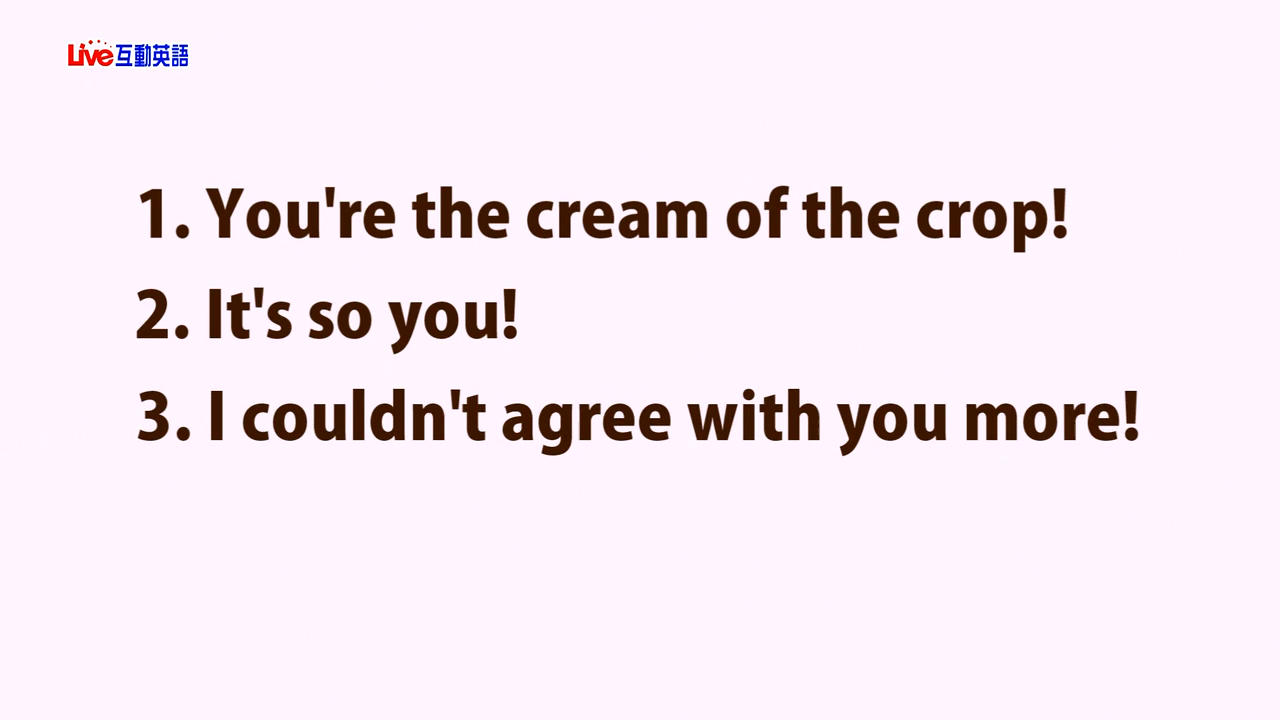 Live互動英語
1. You're the cream of the crop!
2. It's so you!
3. I couldn't agree with you more!